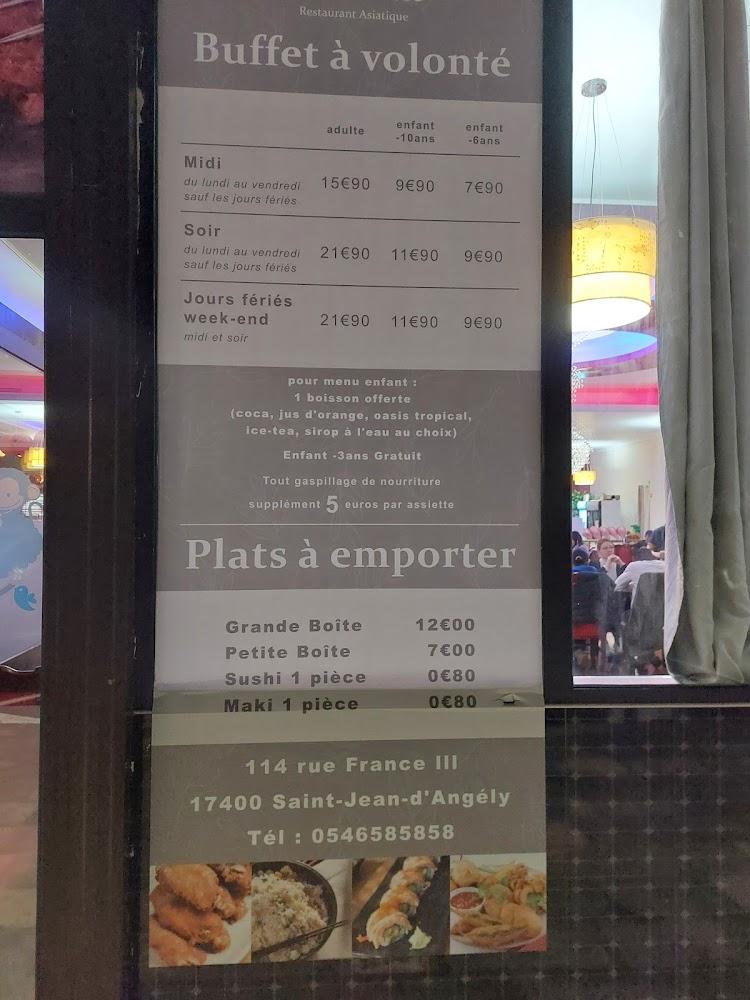 Restaurant Asiatique
Buffet à volonté
adulte enfant -10ans enfant -6ans
Midi
du lundi au vendredi 15€90 9€90 7€90
sauf les jours fériés
Soir
du lundi au vendredi 21€90 11€90 9€90
sauf les jours fériés
Jours fériés
week-end 21€90 11€90 9€90
midi et soir
pour menu enfant :
1 boisson offerte
(coca, jus d'orange, oasis tropical,
ice-tea, sirop à l'eau au choix)
Enfant -3ans Gratuit
Tout gaspillage de nourriture
supplément 5 euros par assiette
Plats à emporter
Grande Boîte 12€00
Petite Boîte 7€00
Sushi 1 pièce 0€80
Maki 1 pièce 0€80
114 rue France III
17400 Saint-Jean-d'Angély
Tél : 0546585858